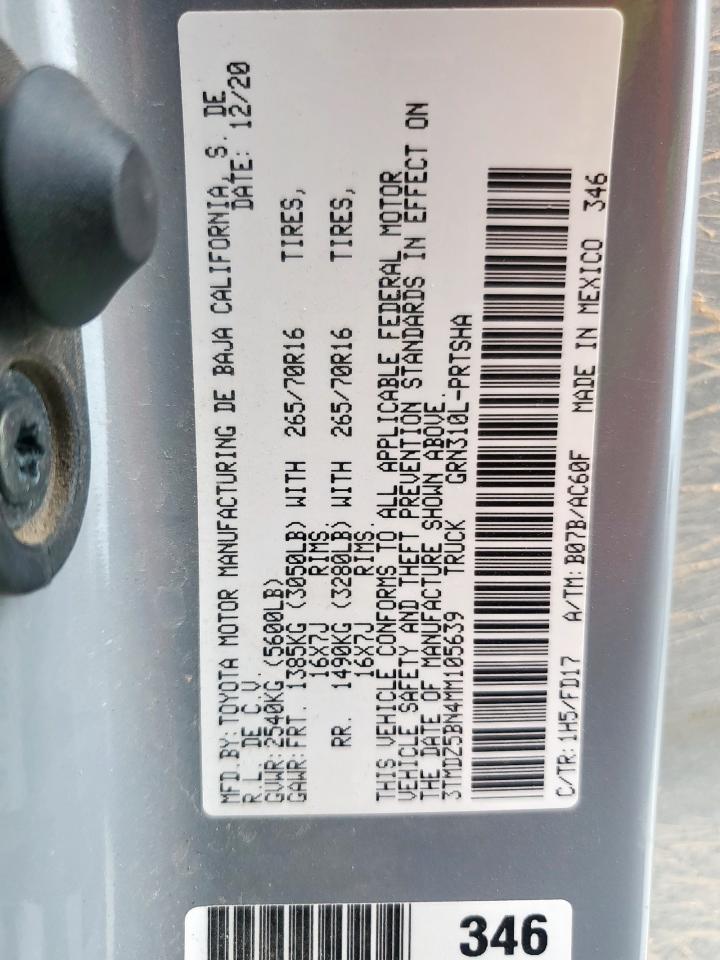 MFD.BY:TOYOTA MOTOR MANUFACTURING DE BAJA CALIFORNIA, S. DE
R.L. DE C.V. DATE: 12/20
GVWR:2540KG (5600LB)
GAWR:FRT. 1385KG (3050LB) WITH 265/70R16 TIRES,
16X7J RIMS
RR. 1490KG (3280LB) WITH 265/70R16 TIRES,
16X7J RIMS.
THIS VEHICLE CONFORMS TO ALL APPLICABLE FEDERAL MOTOR
VEHICLE SAFETY AND THEFT PREVENTION STANDARDS IN EFFECT ON
THE DATE OF MANUFACTURE SHOWN ABOVE.
3TMDZ5BN4MM105639 TRUCK GRN310L-PRTSHA
C/TR:1H5/FD17 A/TM:B07B/AC60F MADE IN MEXICO 346
346